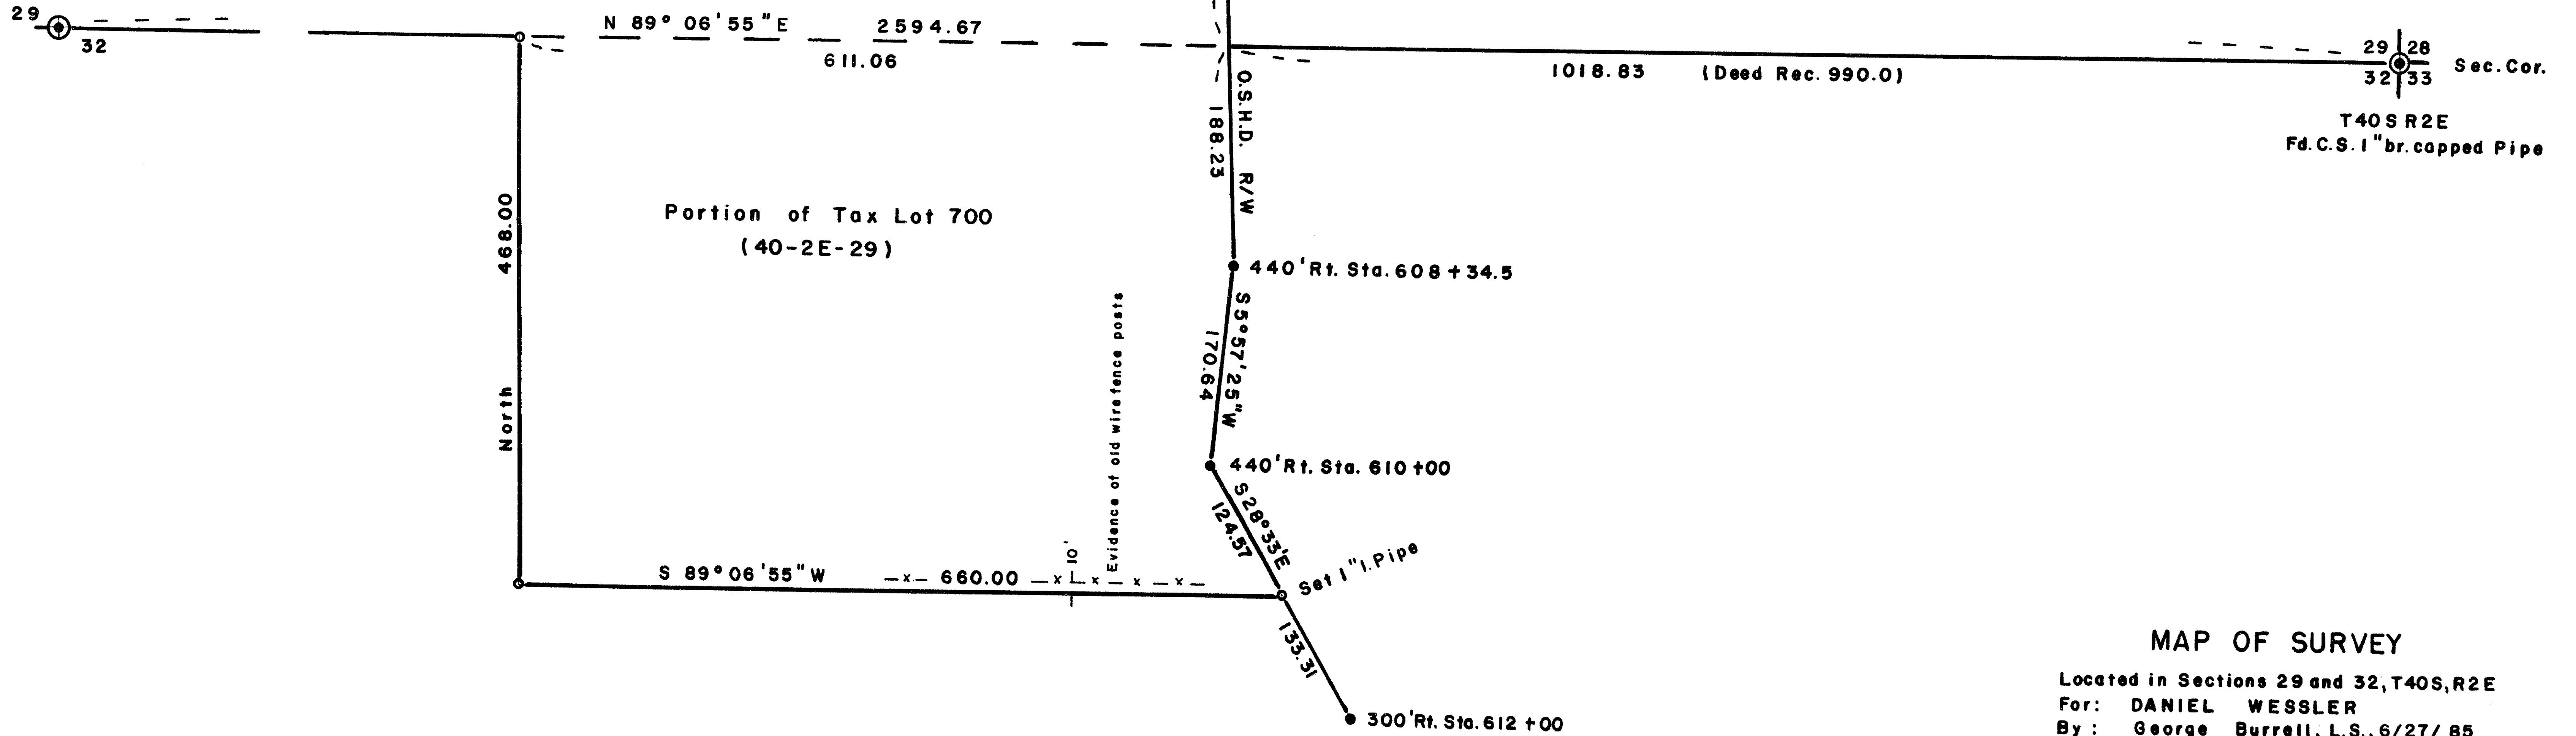 29
32
N 89° 06' 55" E 2594.67
611.06
1018.83 (Deed Rec. 990.0)
29 28
32 33
Sec. Cor.
T40S R2E
Fd. C.S. 1" br. capped Pipe
O.S.H.D. R/W
188.23
468.00
North
Portion of Tax Lot 700
(40-2E-29)
440' Rt. Sta. 608 + 34.5
S 5° 57' 25" W
170.64
Evidence of old wire fence posts
440' Rt. Sta. 610 +00
S 28° 33' E
124.57
10'
S 89° 06' 55" W -x- 660.00 -x- x - x - x -
Set 1" I. Pipe
133.31
300' Rt. Sta. 612 +00
MAP OF SURVEY
Located in Sections 29 and 32, T40S, R2E
For: DANIEL WESSLER
By: George Burrell, L.S., 6/27/85